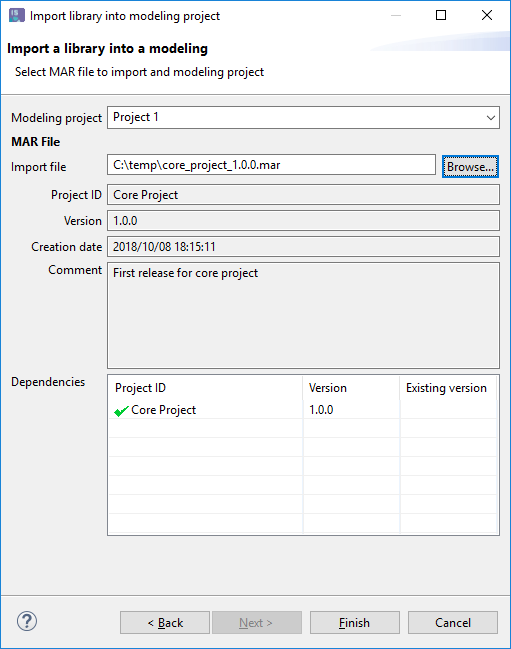 Import library into modeling project
Import a library into a modeling
Select MAR file to import and modeling project
Modeling project Project 1
MAR File
Import file C:\temp\core_project_1.0.0.mar Browse...
Project ID Core Project
Version 1.0.0
Creation date 2018/10/08 18:15:11
Comment First release for core project
Dependencies Project ID Version Existing version
Core Project 1.0.0
? < Back Next > Finish Cancel